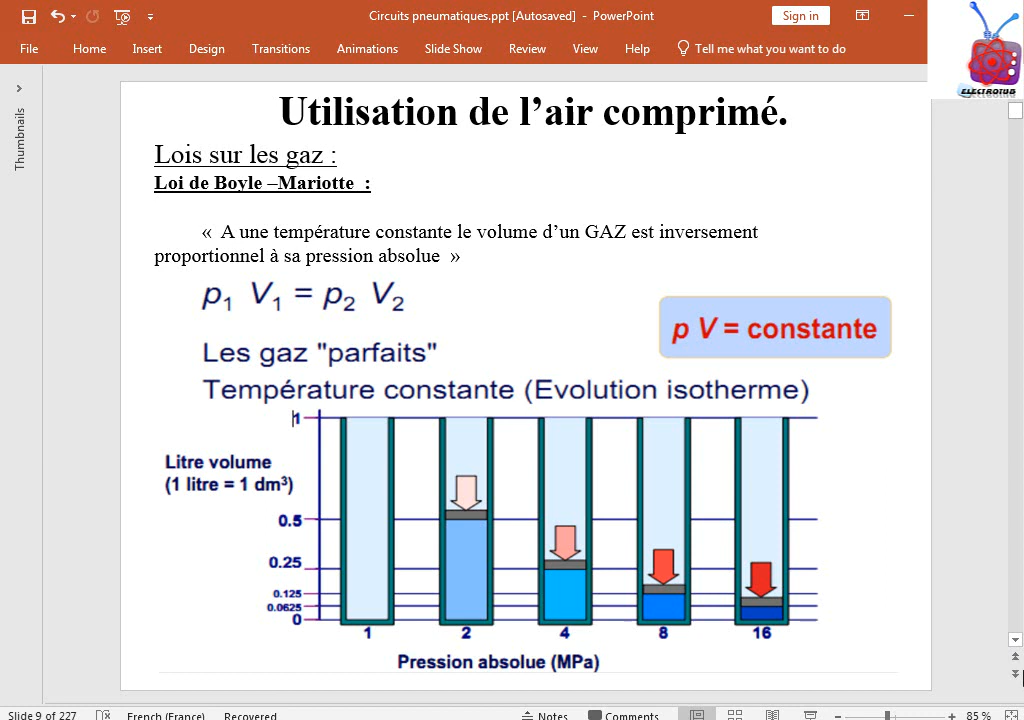 Circuits pneumatiques.ppt [Autosaved] - PowerPoint
Sign in
File Home Insert Design Transitions Animations Slide Show Review View Help Tell me what you want to do
ELECTROTUB
Thumbnails
Utilisation de l’air comprimé.
Lois sur les gaz :
Loi de Boyle –Mariotte :
« A une température constante le volume d’un GAZ est inversement
proportionnel à sa pression absolue »
p₁ V₁ = p₂ V₂
p V = constante
Les gaz "parfaits"
Température constante (Evolution isotherme)
1
Litre volume
(1 litre = 1 dm³)
0.5
0.25
0.125
0.0625
0
1 2 4 8 16
Pression absolue (MPa)
Slide 9 of 227 French (France) Recovered Notes Comments 85 %